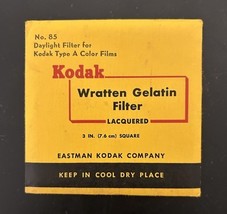 No. 85
Daylight Filter for
Kodak Type A Color Films
Kodak
Wratten Gelatin
Filter
LACQUERED
2 IN. (7.6 cm) SQUARE
EASTMAN KODAK COMPANY
KEEP IN COOL DRY PLACE